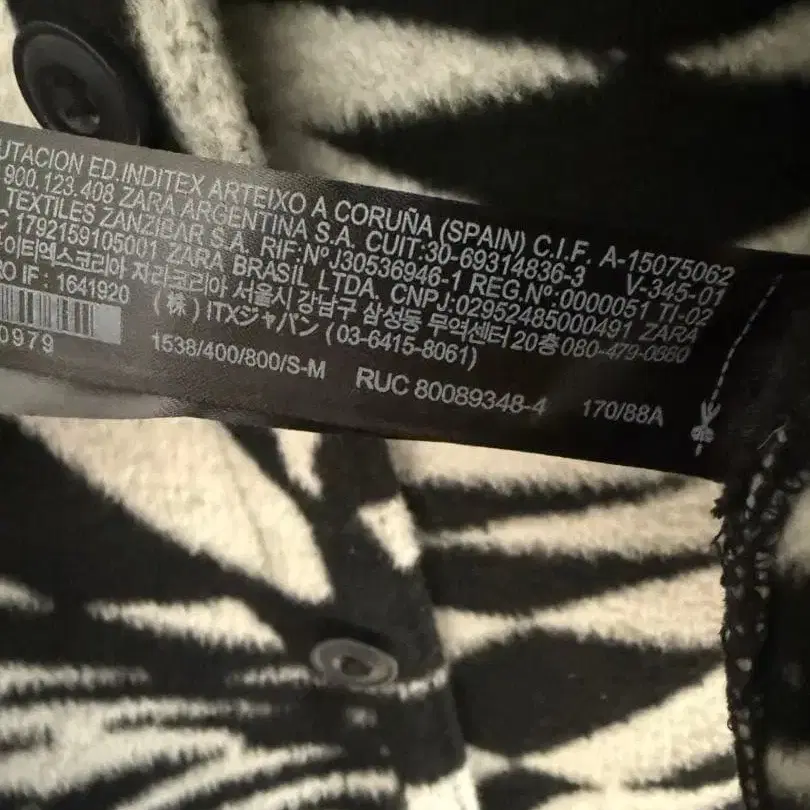 UTACION ED.INDITEX ARTEIXO A CORUÑA (SPAIN) C.I.F. A-15075062
900.123.408 ZARA ARGENTINA S.A. CUIT:30-69314836-3 V-345-01
TEXTILES ZANZIBAR S.A. RIF:Nº J30536946-1 REG.Nº:0000051 TI-02
C 1792159105001 ZARA BRASIL LTDA. CNPJ:02952485000491 ZARA
이티엑스코리아 자라코리아 서울시 강남구 삼성동 무역센터 20층 080-479-0880
RO IF : 1641920 (株) ITXジャパン (03-6415-8061)
0979 1538/400/800/S-M RUC 80089348-4 170/88A